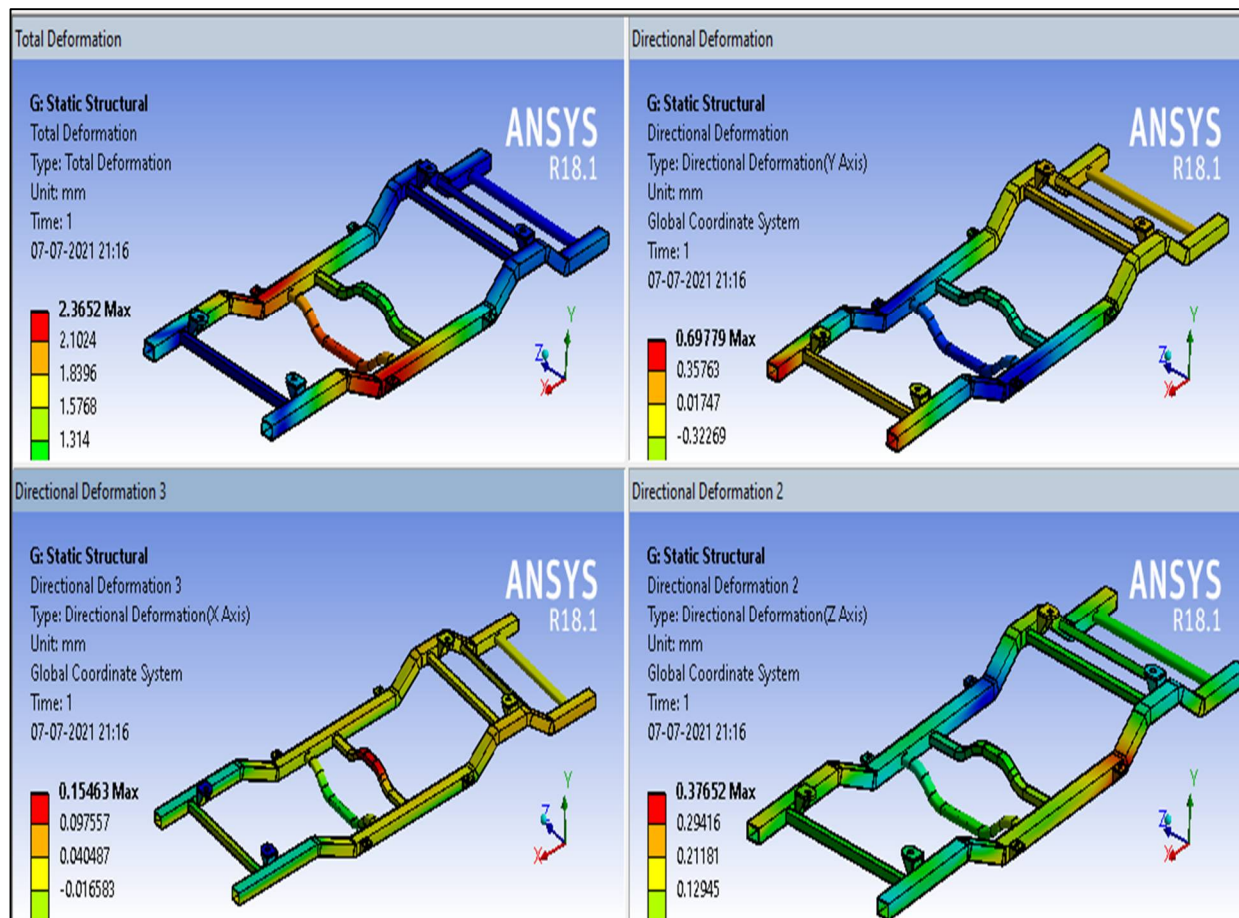 Total Deformation
G: Static Structural
Total Deformation
Type: Total Deformation
Unit: mm
Time: 1
07-07-2021 21:16
2.3652 Max
2.1024
1.8396
1.5768
1.314
ANSYS
R18.1
Y
Z
X
Directional Deformation
G: Static Structural
Directional Deformation
Type: Directional Deformation(Y Axis)
Unit: mm
Global Coordinate System
Time: 1
07-07-2021 21:16
0.69779 Max
0.35763
0.01747
-0.32269
ANSYS
R18.1
Y
Z
X
Directional Deformation 3
G: Static Structural
Directional Deformation 3
Type: Directional Deformation(X Axis)
Unit: mm
Global Coordinate System
Time: 1
07-07-2021 21:16
0.15463 Max
0.097557
0.040487
-0.016583
ANSYS
R18.1
Y
Z
X
Directional Deformation 2
G: Static Structural
Directional Deformation 2
Type: Directional Deformation(Z Axis)
Unit: mm
Global Coordinate System
Time: 1
07-07-2021 21:16
0.37652 Max
0.29416
0.21181
0.12945
ANSYS
R18.1
Y
Z
X